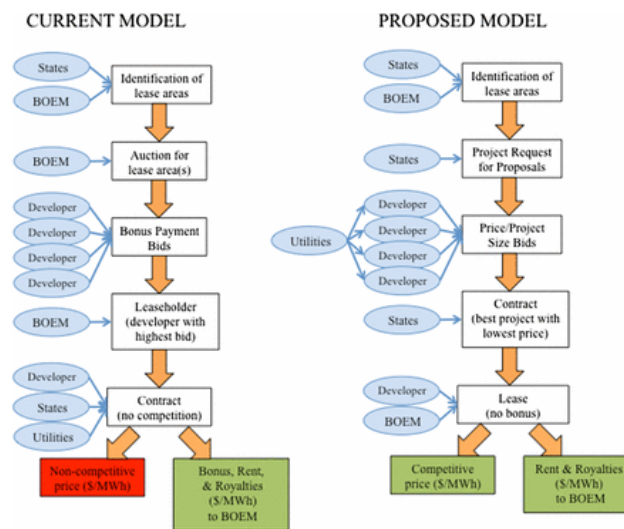 CURRENT MODEL
States
BOEM
Identification of
lease areas
BOEM
Auction for
lease area(s)
Developer
Developer
Developer
Developer
Bonus Payment
Bids
BOEM
Leaseholder
(developer with
highest bid)
Developer
States
Utilities
Contract
(no competition)
Non-competitive
price ($/MWh)
Bonus, Rent,
& Royalties
($/MWh)
to BOEM
PROPOSED MODEL
States
BOEM
Identification of
lease areas
States
Project Request
for Proposals
Utilities
Developer
Developer
Developer
Developer
Price/Project
Size Bids
States
Contract
(best project with
lowest price)
Developer
BOEM
Lease
(no bonus)
Competitive
price ($/MWh)
Rent & Royalties
($/MWh)
to BOEM